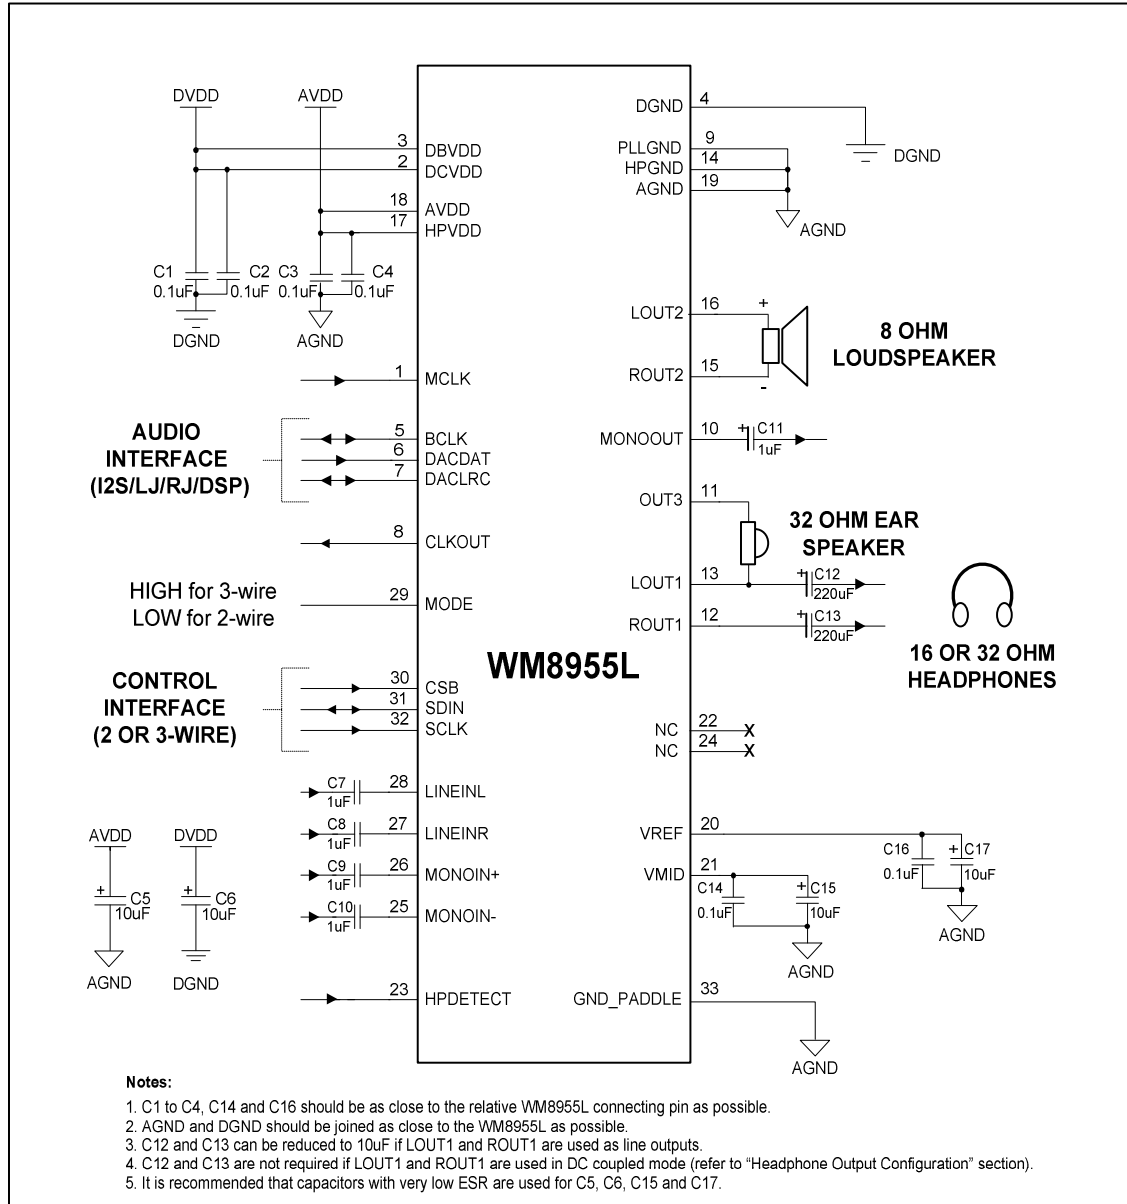 DVDD
AVDD
3
DBVDD
2
DCVDD
18
AVDD
17
HPVDD
C1
0.1uF
C2
0.1uF
C3
0.1uF
C4
0.1uF
DGND
AGND
1
MCLK
AUDIO
INTERFACE
(I2S/LJ/RJ/DSP)
5
BCLK
6
DACDAT
7
DACLRC
8
CLKOUT
HIGH for 3-wire
LOW for 2-wire
29
MODE
CONTROL
INTERFACE
(2 OR 3-WIRE)
30
CSB
31
SDIN
32
SCLK
C7
1uF
28
LINEINL
C8
1uF
27
LINEINR
C9
1uF
26
MONOIN+
C10
1uF
25
MONOIN-
AVDD
+
C5
10uF
AGND
DVDD
+
C6
10uF
DGND
23
HPDETECT
WM8955L
DGND
4
DGND
PLLGND
9
HPGND
14
AGND
19
AGND
LOUT2
16
+
ROUT2
15
-
8 OHM
LOUDSPEAKER
MONOOUT
10
+
C11
1uF
OUT3
11
32 OHM EAR
SPEAKER
LOUT1
13
+
C12
220uF
ROUT1
12
+
C13
220uF
16 OR 32 OHM
HEADPHONES
NC
22
X
NC
24
X
VREF
20
C16
0.1uF
+
C17
10uF
AGND
VMID
21
C14
0.1uF
+
C15
10uF
AGND
GND_PADDLE
33
AGND
Notes:
1. C1 to C4, C14 and C16 should be as close to the relative WM8955L connecting pin as possible.
2. AGND and DGND should be joined as close to the WM8955L as possible.
3. C12 and C13 can be reduced to 10uF if LOUT1 and ROUT1 are used as line outputs.
4. C12 and C13 are not required if LOUT1 and ROUT1 are used in DC coupled mode (refer to “Headphone Output Configuration” section).
5. It is recommended that capacitors with very low ESR are used for C5, C6, C15 and C17.